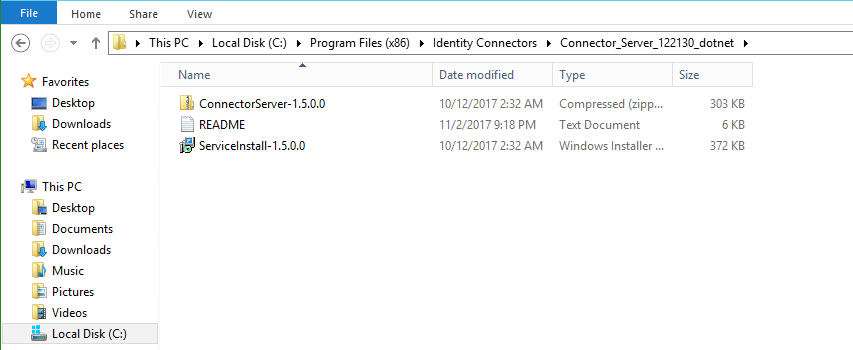 File Home Share View
This PC Local Disk (C:) Program Files (x86) Identity Connectors Connector_Server_122130_dotnet
Favorites
Desktop
Downloads
Recent places
This PC
Desktop
Documents
Downloads
Music
Pictures
Videos
Local Disk (C:)
Name Date modified Type Size
ConnectorServer-1.5.0.0 10/12/2017 2:32 AM Compressed (zipp... 303 KB
README 11/2/2017 9:18 PM Text Document 6 KB
ServiceInstall-1.5.0.0 10/12/2017 2:32 AM Windows Installer ... 372 KB